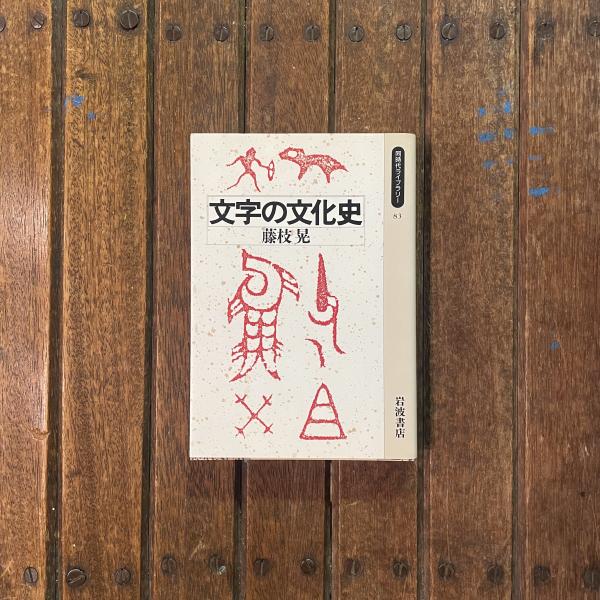 文字の文化史
藤枝 晃
同時代ライブラリー
83
岩波書店